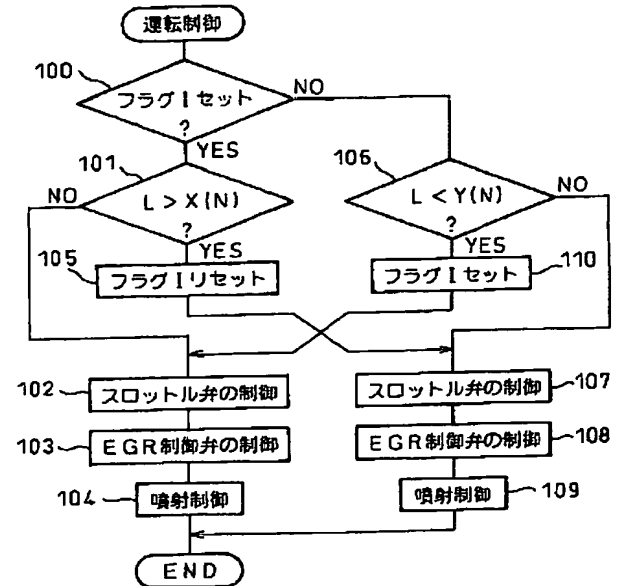 運転制御
100
フラグIセット
?
NO
YES
101
NO
L>X(N)
?
YES
106
L<Y(N)
?
NO
YES
105
フラグIリセット
フラグIセット
110
102
スロットル弁の制御
スロットル弁の制御
107
103
EGR制御弁の制御
EGR制御弁の制御
108
104
噴射制御
噴射制御
109
END